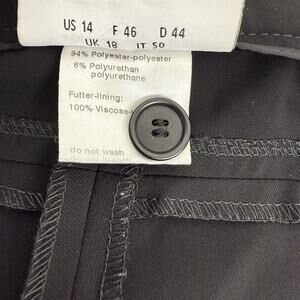 US 14 F 46 D 44
UK 18 IT 50
94% Polyester-polyester
6% Polyurethan
polyurethane
Futter-lining:
100% Viscose-
do not wash